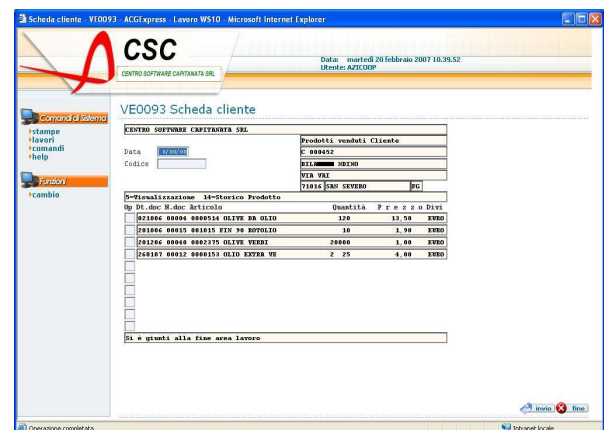 Scheda cliente - VE0093 - ACGExpress - Lavoro WS10 - Microsoft Internet Explorer
CSC
CENTRO SOFTWARE CAPITANATA SRL
Data: martedì 20 febbraio 2007 10.39.52
Utente: AZICOOP
Comandi di Sistema
stampe
lavori
comandi
help
Funzioni
cambio
VE0093 Scheda cliente
CENTRO SOFTWARE CAPITANATA SRL
Prodotti venduti Cliente
Data 0/00/00
C 000452
Codice
DILA NDINO
VIA VAI
71016 SAN SEVERO FG
5=Visualizzazione 14=Storico Prodotto
Op Dt.doc N.doc Articolo Quantità P r e z z o Divi
021006 00004 0000514 OLIVE DA OLIO 120 13,50 EURO
201006 00015 001015 FIN 90 ROTOLIO 10 1,90 EURO
201206 00040 0002375 OLIVE VERDI 20000 1,00 EURO
260107 00012 0000153 OLIO EXTRA VE 2 25 4,00 EURO
Si è giunti alla fine area lavoro
invio fine
Operazione completata
Intranet locale